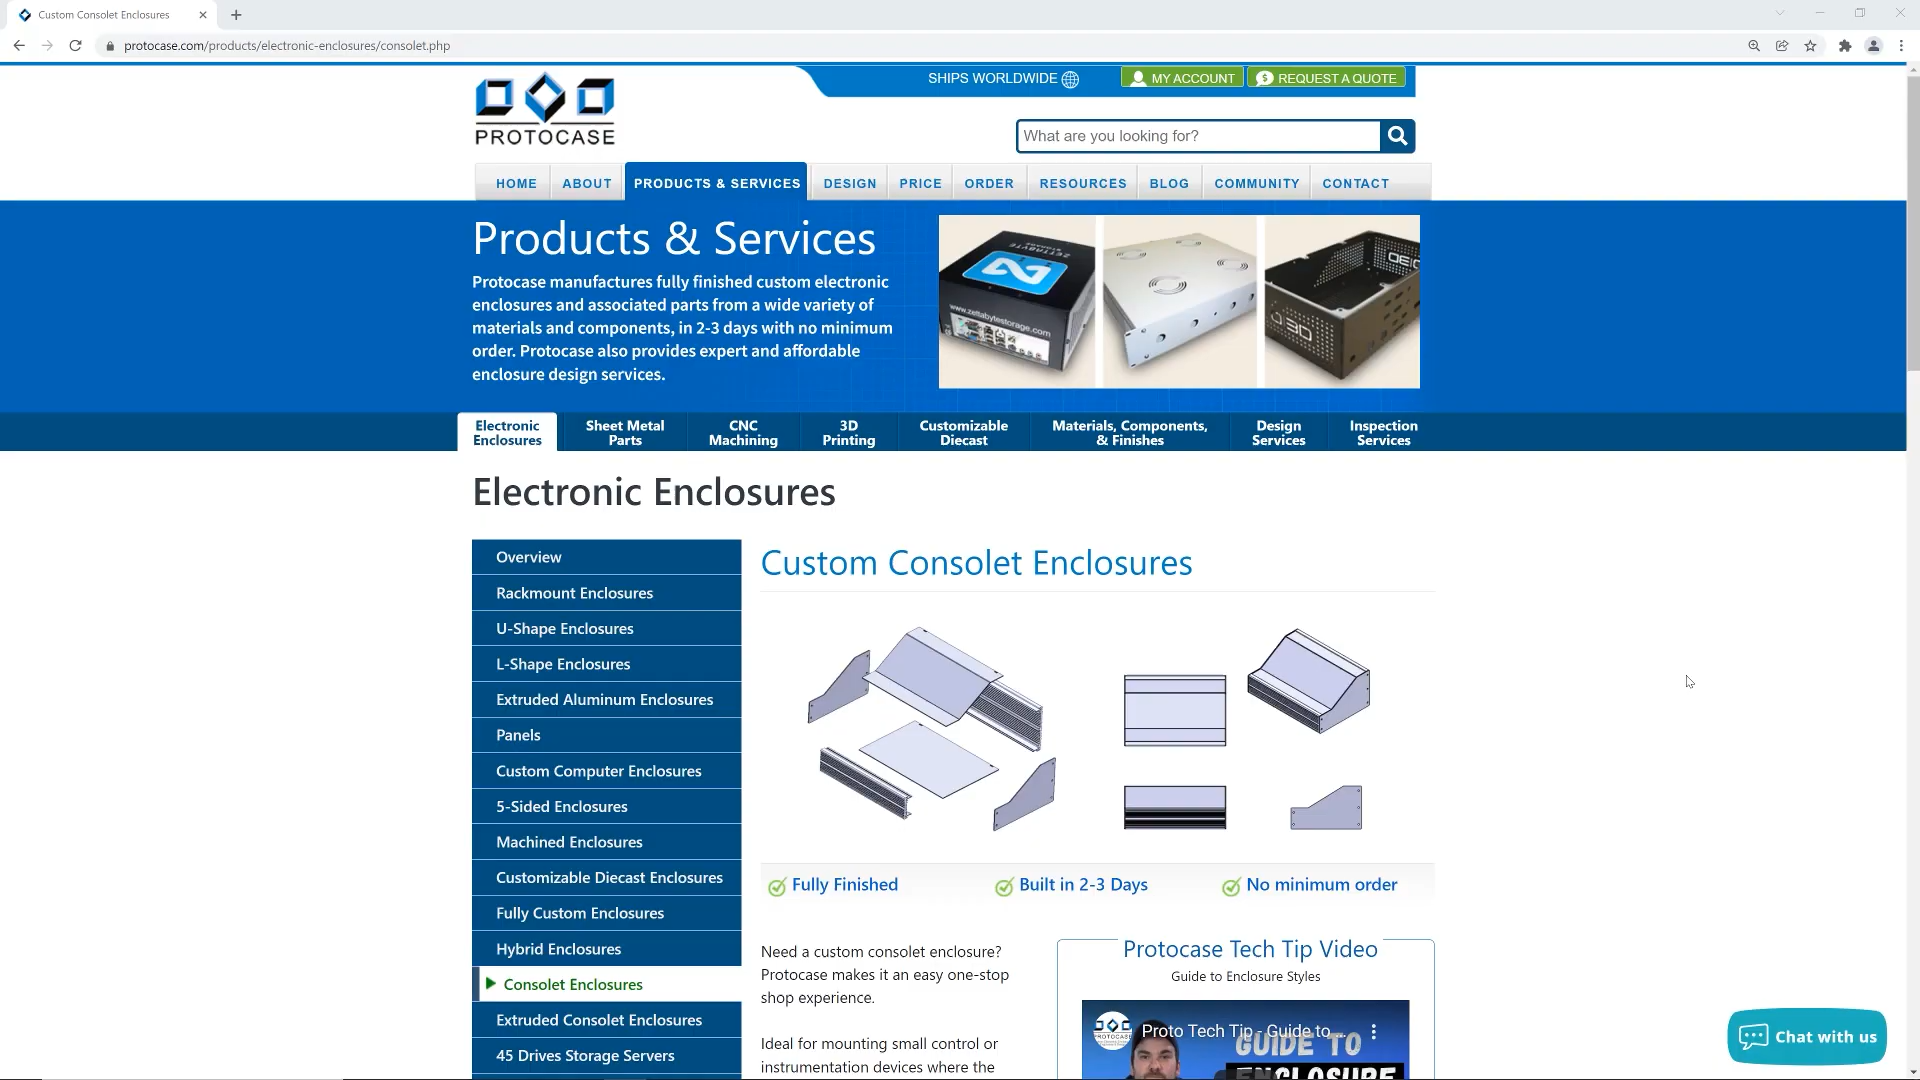 Custom Consolet Enclosures
protocase.com/products/electronic-enclosures/consolet.php
SHIPS WORLDWIDE
MY ACCOUNT
REQUEST A QUOTE
PROTOCASE
What are you looking for?
HOME
ABOUT
PRODUCTS & SERVICES
DESIGN
PRICE
ORDER
RESOURCES
BLOG
COMMUNITY
CONTACT
Products & Services
Protocase manufactures fully finished custom electronic
enclosures and associated parts from a wide variety of
materials and components, in 2-3 days with no minimum
order. Protocase also provides expert and affordable
enclosure design services.
ZETTABYTE
STORAGE
www.zettabytestorage.com
Electronic
Enclosures
Sheet Metal
Parts
CNC
Machining
3D
Printing
Customizable
Diecast
Materials, Components,
& Finishes
Design
Services
Inspection
Services
Electronic Enclosures
Overview
Rackmount Enclosures
U-Shape Enclosures
L-Shape Enclosures
Extruded Aluminum Enclosures
Panels
Custom Computer Enclosures
5-Sided Enclosures
Machined Enclosures
Customizable Diecast Enclosures
Fully Custom Enclosures
Hybrid Enclosures
Consolet Enclosures
Extruded Consolet Enclosures
45 Drives Storage Servers
Custom Consolet Enclosures
Fully Finished
Built in 2-3 Days
No minimum order
Need a custom consolet enclosure?
Protocase makes it an easy one-stop
shop experience.
Ideal for mounting small control or
instrumentation devices where the
Protocase Tech Tip Video
Guide to Enclosure Styles
PROTOCASE
Proto Tech Tip - Guide to...
GUIDE TO
ENCLOSURE
Chat with us